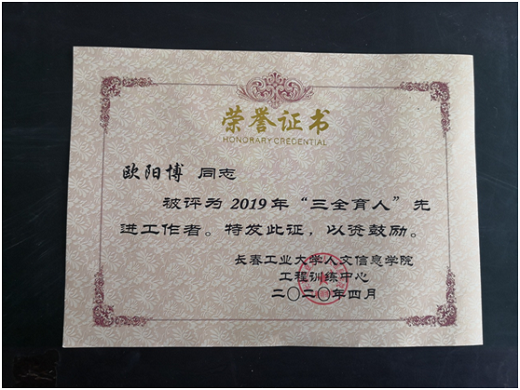 荣誉证书
HONORARY CREDENTIAL
欧阳博 同志
被评为2019年“三全育人”先
进工作者。特发此证，以资鼓励。
长春工业大学人文信息学院
工程训练中心
二〇二〇年四月